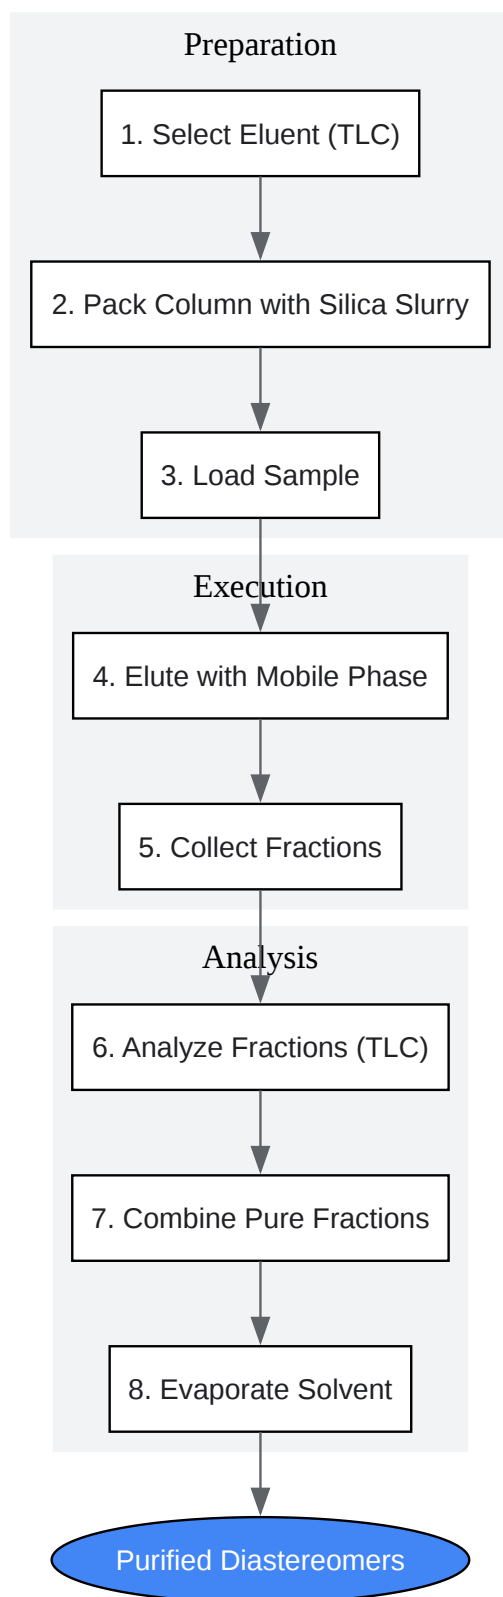 Preparation
1. Select Eluent (TLC)
2. Pack Column with Silica Slurry
3. Load Sample
Execution
4. Elute with Mobile Phase
5. Collect Fractions
Analysis
6. Analyze Fractions (TLC)
7. Combine Pure Fractions
8. Evaporate Solvent
Purified Diastereomers